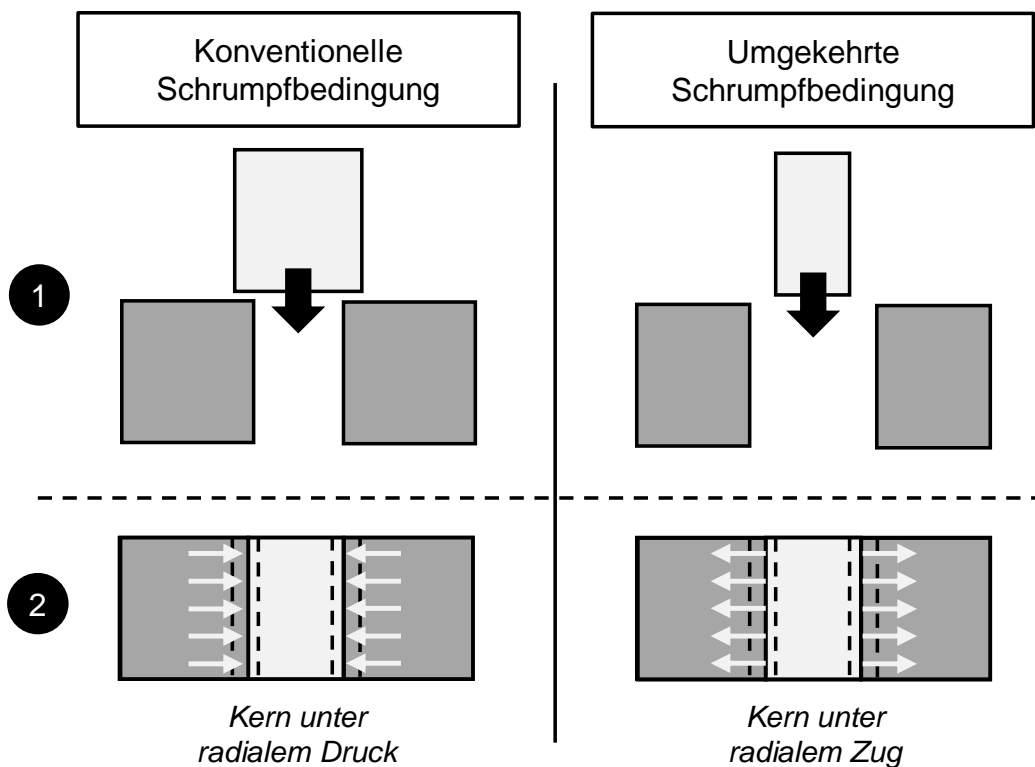 Konventionelle
Schrumpfbedingung
Umgekehrte
Schrumpfbedingung
1
2
Kern unter
radialem Druck
Kern unter
radialem Zug